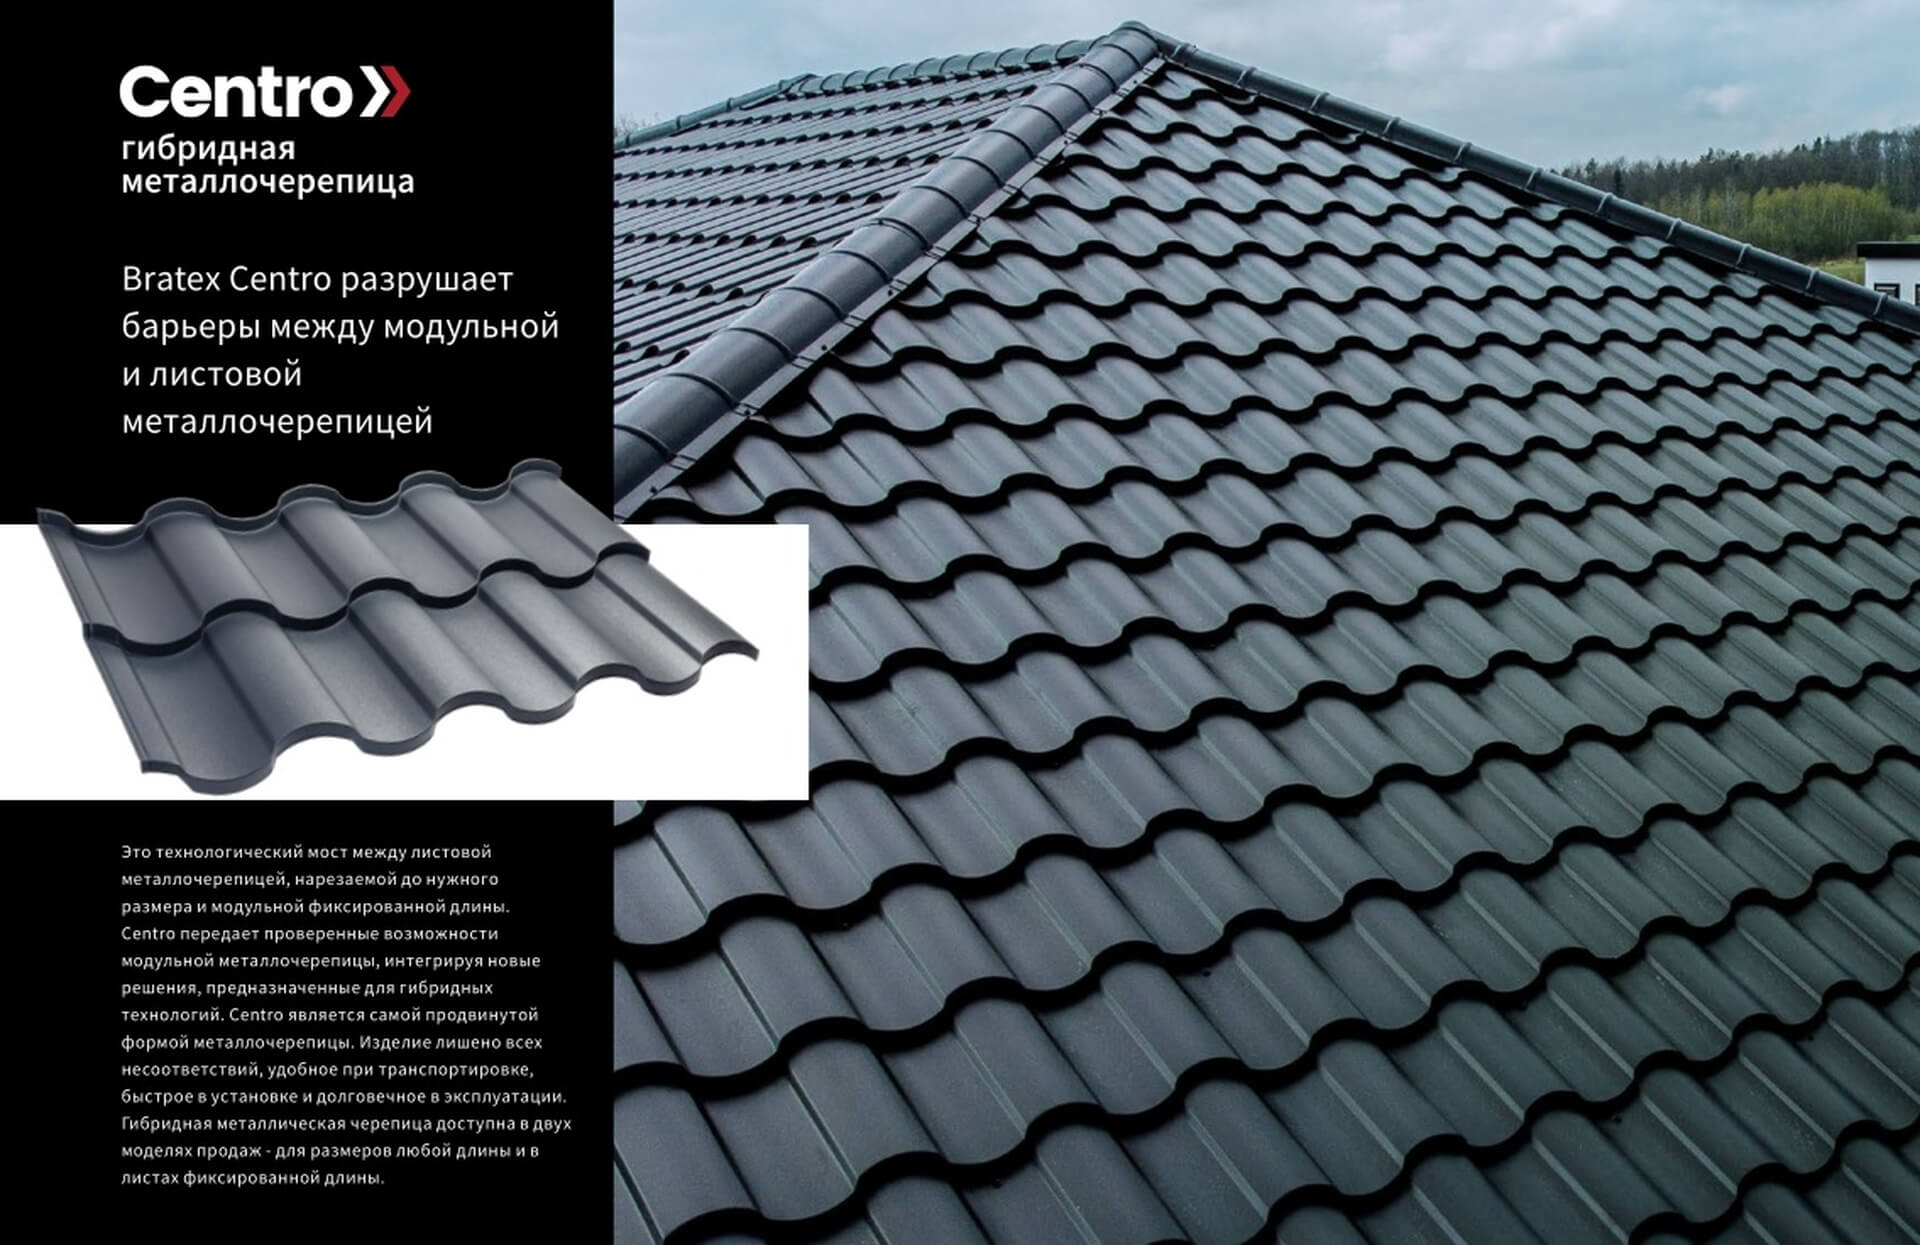 Centro
гибридная
металлочерепица
Bratex Centro разрушает
барьеры между модульной
и листовой
металлочерепицей
Это технологический мост между листовой
металлочерепицей, нарезаемой до нужного
размера и модульной фиксированной длины.
Centro передает проверенные возможности
модульной металлочерепицы, интегрируя новые
решения, предназначенные для гибридных
технологий. Centro является самой продвинутой
формой металлочерепицы. Изделие лишено всех
несоответствий, удобное при транспортировке,
быстрое в установке и долговечное в эксплуатации.
Гибридная металлическая черепица доступна в двух
моделях продаж - для размеров любой длины и в
листах фиксированной длины.